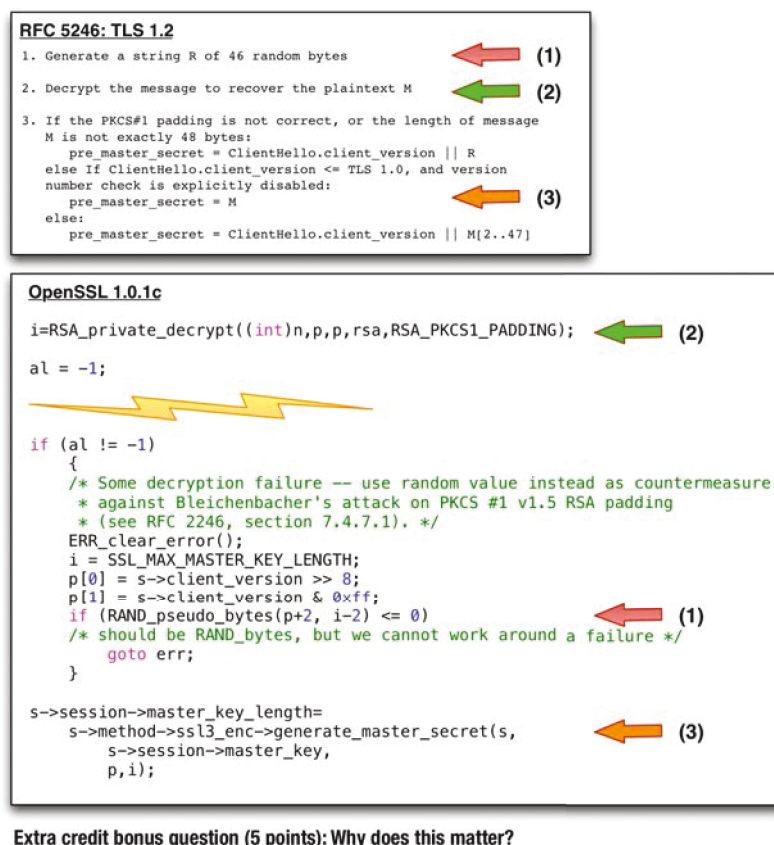 RFC 5246: TLS 1.2
1. Generate a string R of 46 random bytes
(1)
2. Decrypt the message to recover the plaintext M
(2)
3. If the PKCS#1 padding is not correct, or the length of message
M is not exactly 48 bytes:
pre_master_secret = ClientHello.client_version || R
else If ClientHello.client_version <= TLS 1.0, and version
number check is explicitly disabled:
pre_master_secret = M
(3)
else:
pre_master_secret = ClientHello.client_version || M[2..47]
OpenSSL 1.0.1c
i=RSA_private_decrypt((int)n,p,p,rsa,RSA_PKCS1_PADDING);
(2)
al = -1;
if (al != -1)
{
/* Some decryption failure -- use random value instead as countermeasure
* against Bleichenbacher's attack on PKCS #1 v1.5 RSA padding
* (see RFC 2246, section 7.4.7.1). */
ERR_clear_error();
i = SSL_MAX_MASTER_KEY_LENGTH;
p[0] = s->client_version >> 8;
p[1] = s->client_version & 0xff;
if (RAND_pseudo_bytes(p+2, i-2) <= 0)
(1)
/* should be RAND_bytes, but we cannot work around a failure */
goto err;
}
s->session->master_key_length=
s->method->ssl3_enc->generate_master_secret(s,
(3)
s->session->master_key,
p,i);
Extra credit bonus question (5 points): Why does this matter?